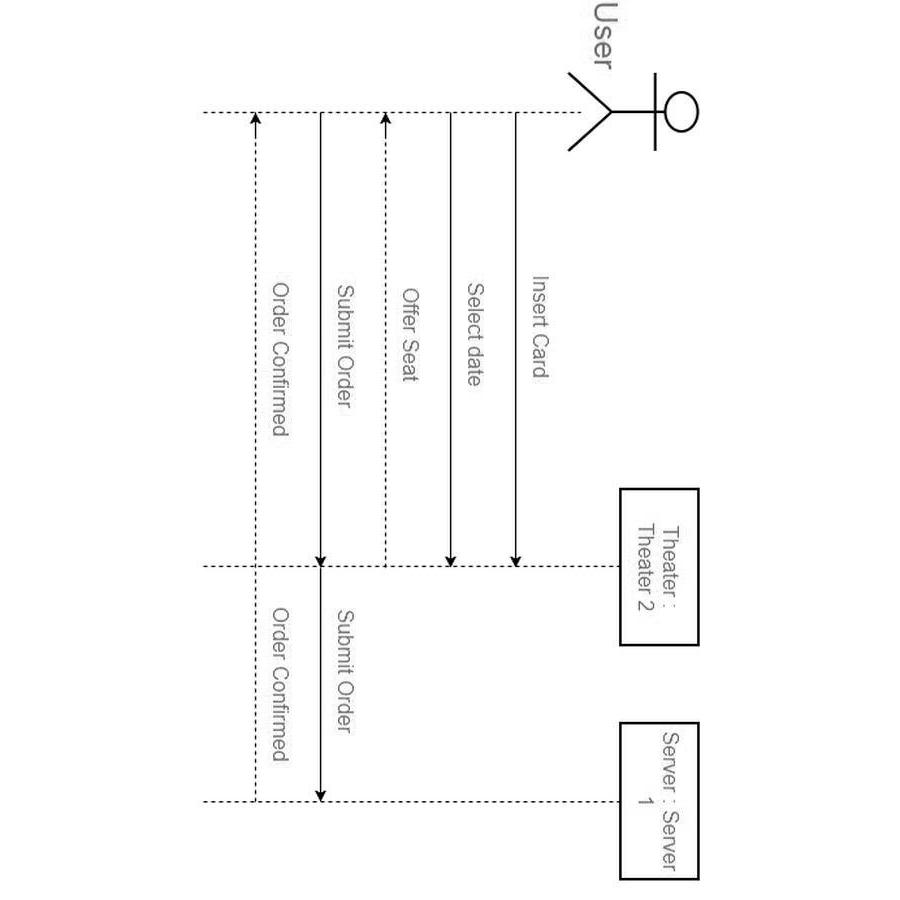 User
Theater :
Theater 2
Server : Server
1
Insert Card
Select date
Offer Seat
Submit Order
Submit Order
Order Confirmed
Order Confirmed